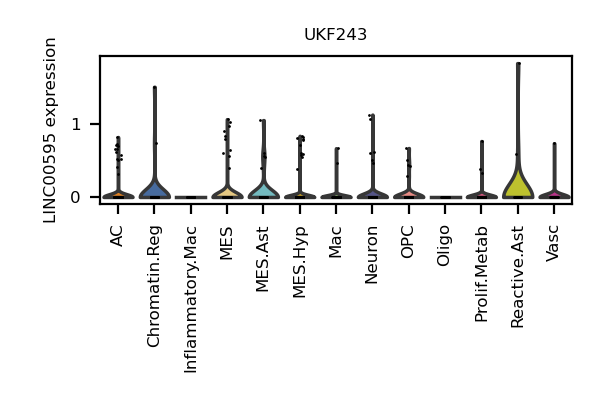 UKF243
LINC00595 expression
1
0
AC
Chromatin.Reg
Inflammatory.Mac
MES
MES.Ast
MES.Hyp
Mac
Neuron
OPC
Oligo
Prolif.Metab
Reactive.Ast
Vasc